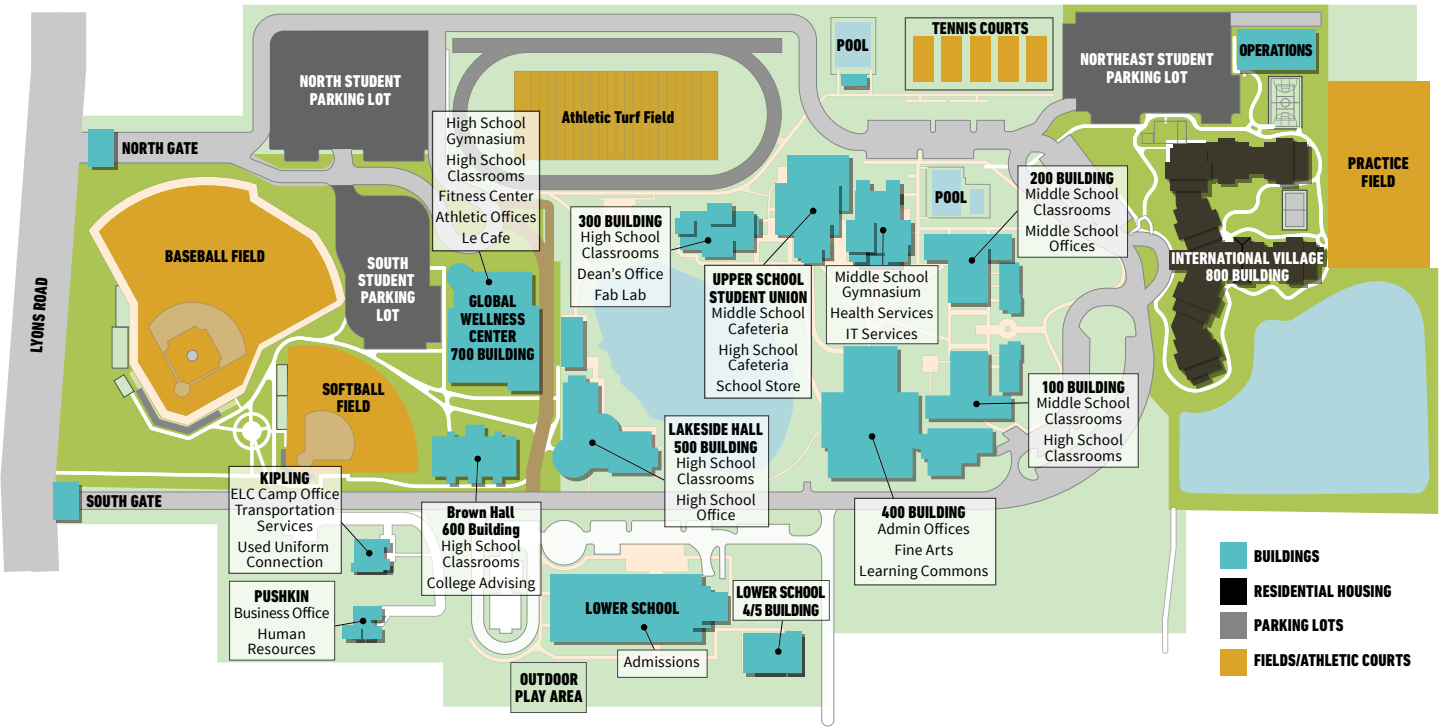 POOL
TENNIS COURTS
NORTHEAST STUDENT
PARKING LOT
OPERATIONS
NORTH STUDENT
PARKING LOT
Athletic Turf Field
High School
Gymnasium
High School
Classrooms
Fitness Center
Athletic Offices
Le Cafe
NORTH GATE
PRACTICE
FIELD
200 BUILDING
Middle School
Classrooms
Middle School
Offices
POOL
300 BUILDING
High School
Classrooms
Dean’s Office
Fab Lab
BASEBALL FIELD
SOUTH
STUDENT
PARKING
LOT
INTERNATIONAL VILLAGE
800 BUILDING
UPPER SCHOOL
STUDENT UNION
Middle School
Cafeteria
High School
Cafeteria
School Store
Middle School
Gymnasium
Health Services
IT Services
GLOBAL
WELLNESS
CENTER
700 BUILDING
LYONS ROAD
SOFTBALL
FIELD
100 BUILDING
Middle School
Classrooms
High School
Classrooms
LAKESIDE HALL
500 BUILDING
High School
Classrooms
High School
Office
KIPLING
ELC Camp Office
Transportation
Services
Used Uniform
Connection
SOUTH GATE
Brown Hall
600 Building
High School
Classrooms
College Advising
400 BUILDING
Admin Offices
Fine Arts
Learning Commons
PUSHKIN
Business Office
Human
Resources
LOWER SCHOOL
LOWER SCHOOL
4/5 BUILDING
Admissions
OUTDOOR
PLAY AREA
BUILDINGS
RESIDENTIAL HOUSING
PARKING LOTS
FIELDS/ATHLETIC COURTS